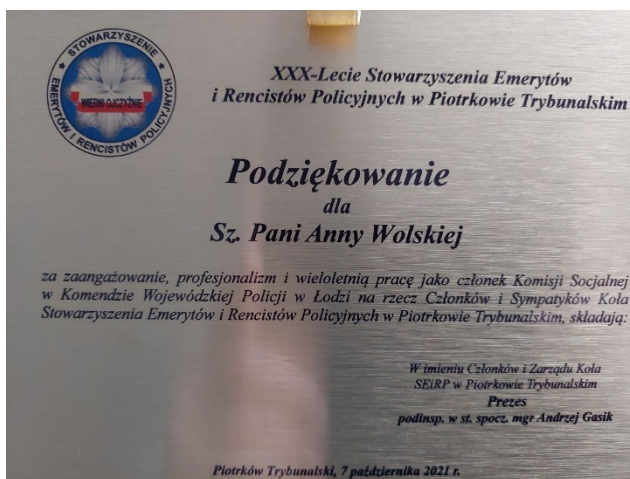 STOWARZYSZENIE
EMERYTÓW I RENCISTÓW POLICYJNYCH
WIERNI OJCZYŹNIE
XXX-Lecie Stowarzyszenia Emerytów
i Rencistów Policyjnych w Piotrkowie Trybunalskim
Podziękowanie
dla
Sz. Pani Anny Wolskiej
za zaangażowanie, profesjonalizm i wieloletnią pracę jako członek Komisji Socjalnej
w Komendzie Wojewódzkiej Policji w Łodzi na rzecz Członków i Sympatyków Koła
Stowarzyszenia Emerytów i Rencistów Policyjnych w Piotrkowie Trybunalskim, składają:
W imieniu Członków i Zarządu Koła
SEiRP w Piotrkowie Trybunalskim
Prezes
podinsp. w st. spocz. mgr Andrzej Gasik
Piotrków Trybunalski, 7 października 2021 r.